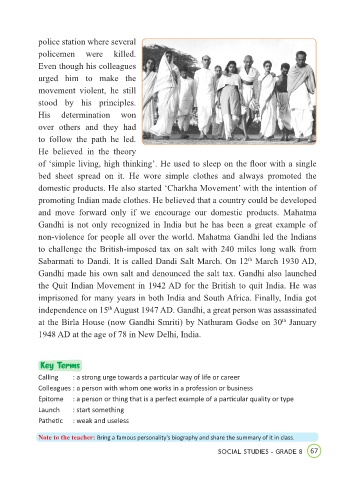 police station where several
policemen were killed.
Even though his colleagues
urged him to make the
movement violent, he still
stood by his principles.
His determination won
over others and they had
to follow the path he led.
He believed in the theory
of ‘simple living, high thinking’. He used to sleep on the floor with a single
bed sheet spread on it. He wore simple clothes and always promoted the
domestic products. He also started ‘Charkha Movement’ with the intention of
promoting Indian made clothes. He believed that a country could be developed
and move forward only if we encourage our domestic products. Mahatma
Gandhi is not only recognized in India but he has been a great example of
non-violence for people all over the world. Mahatma Gandhi led the Indians
to challenge the British-imposed tax on salt with 240 miles long walk from
Sabarmati to Dandi. It is called Dandi Salt March. On 12th March 1930 AD,
Gandhi made his own salt and denounced the salt tax. Gandhi also launched
the Quit Indian Movement in 1942 AD for the British to quit India. He was
imprisoned for many years in both India and South Africa. Finally, India got
independence on 15th August 1947 AD. Gandhi, a great person was assassinated
at the Birla House (now Gandhi Smriti) by Nathuram Godse on 30th January
1948 AD at the age of 78 in New Delhi, India.
Key Terms
Calling : a strong urge towards a particular way of life or career
Colleagues : a person with whom one works in a profession or business
Epitome : a person or thing that is a perfect example of a particular quality or type
Launch : start something
Pathetic : weak and useless
Note to the teacher: Bring a famous personality's biography and share the summary of it in class.
SOCIAL STUDIES - GRADE 8 67